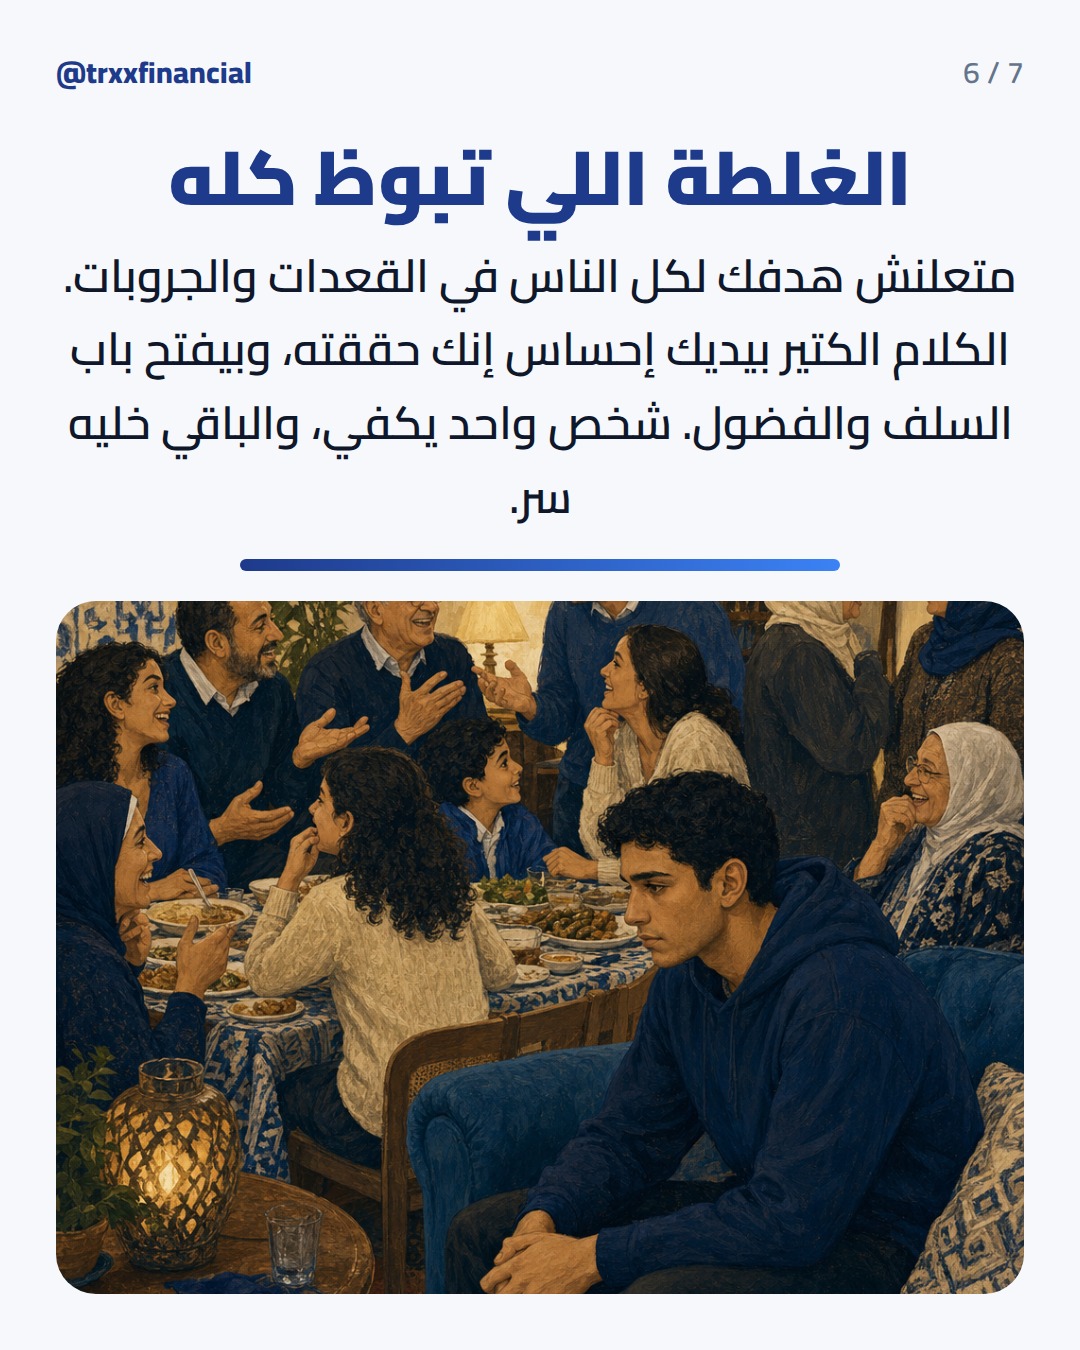 @trxxfinancial
6 / 7
الغلطة اللي تبوظ كله
متعلنش هدفك لكل الناس في القعدات والجروبات.
الكلام الكتير بيديك إحساس إنك حققته، وبيفتح باب
السلف والفضول. شخص واحد يكفي، والباقي خليه
سر.